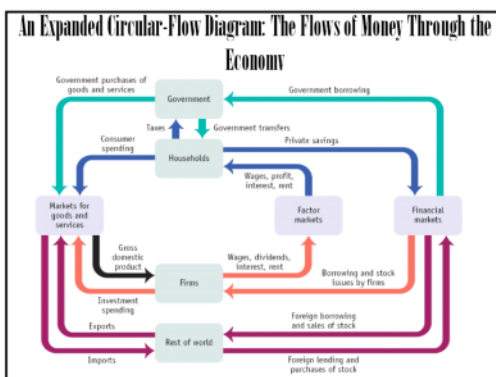 An Expanded Circular-Flow Diagram: The Flows of Money Through the
Economy
Government purchases of
goods and services
Government
Government borrowing
Taxes
Government transfers
Consumer
spending
Households
Private savings
Wages, profit,
interest, rent
Markets for
goods and
services
Factor
markets
Financial
markets
Gross
domestic
product
Firms
Wages, dividends,
interest, rent
Borrowing and stock
issues by firms
Investment
spending
Exports
Foreign borrowing
and sales of stock
Rest of world
Imports
Foreign lending and
purchases of stock